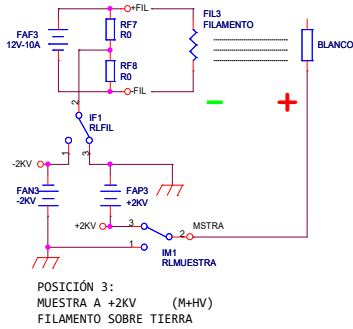 FAF3
12V-10A
+FIL
RF7
R0
RF8
R0
-FIL
FIL3
FILAMENTO
BLANCO
2
IF1
RLFIL
1
3
-2KV
FAN3
-2KV
FAP3
+2KV
+2KV
3
2
MSTRA
1
IM1
RLMUESTRA
POSICIÓN 3:
MUESTRA A +2KV (M+HV)
FILAMENTO SOBRE TIERRA